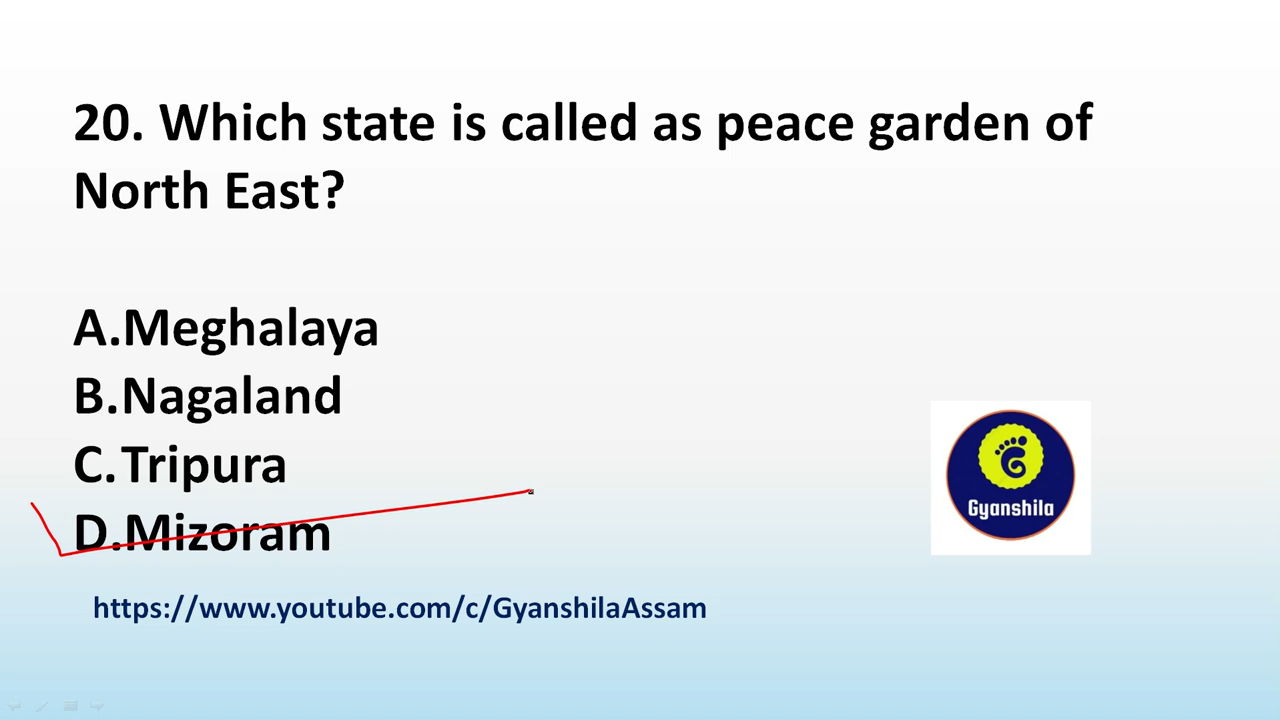 20. Which state is called as peace garden of
North East?
A.Meghalaya
B.Nagaland
C.Tripura
D.Mizoram
Gyanshila
https://www.youtube.com/c/GyanshilaAssam